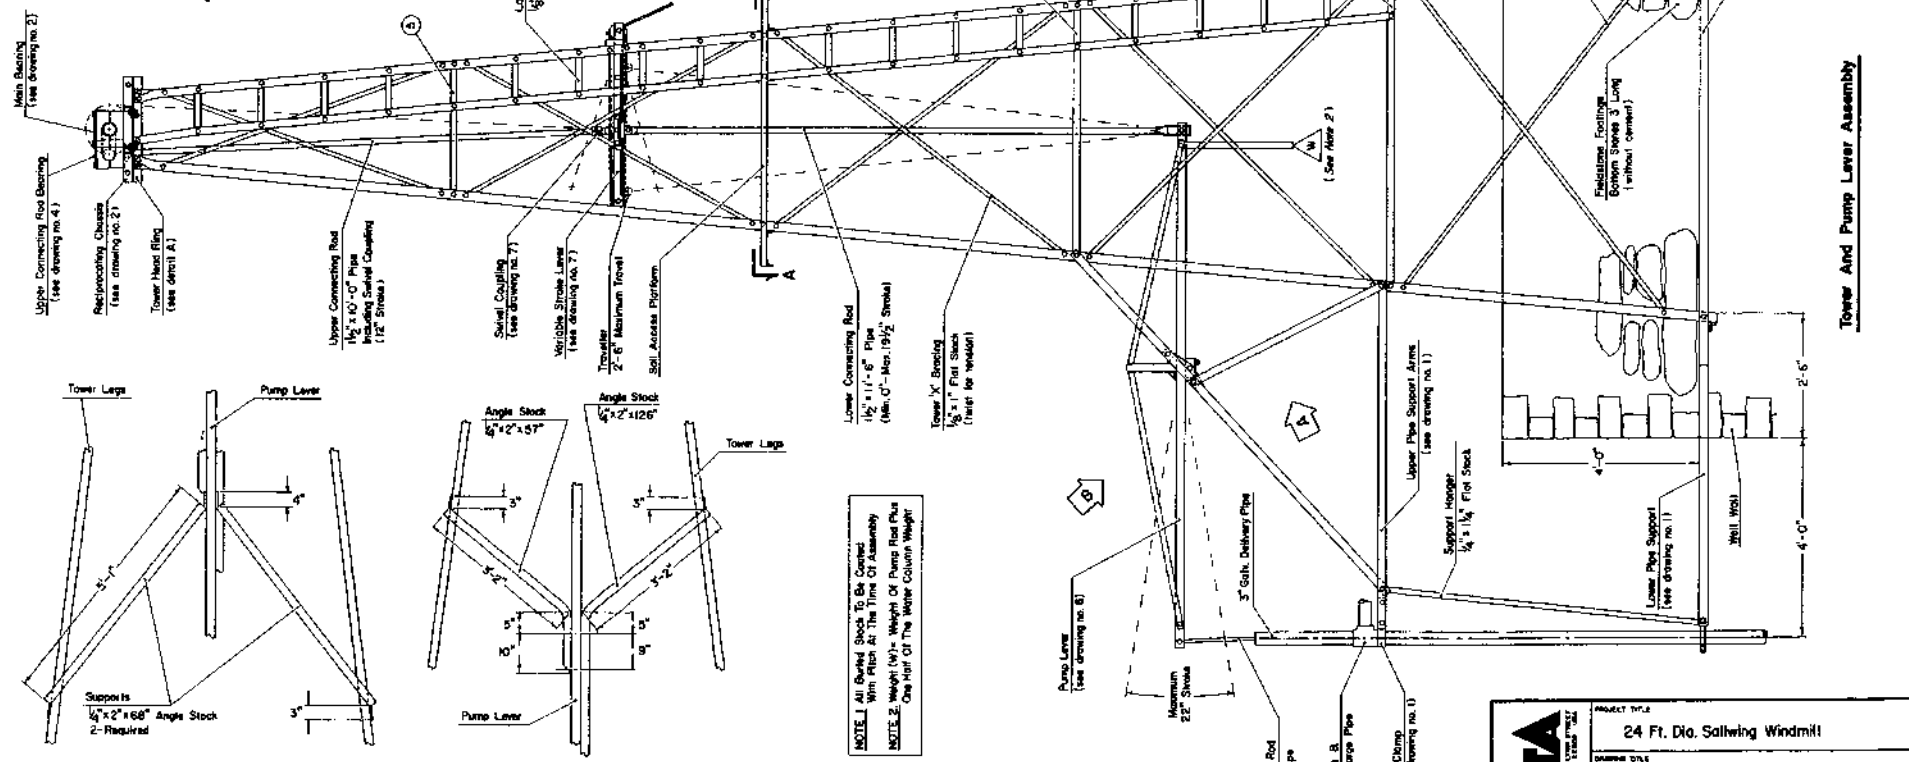 Main Bearing
(see drawing no. 2)
Upper Connecting Rod Bearing
(see drawing no. 4)
Reciprocating Chassis
(see drawing no. 2)
Tower Head Ring
(see detail A)
Upper Connecting Rod
1½" x 10'-0" Pipe
Including Swivel Coupling
(12" Stroke)
Swivel Coupling
(see drawing no. 7)
Variable Stroke Lever
(see drawing no. 7)
Traveller
2'-6" Maximum Travel
Sail Access Platform
A
Lower Connecting Rod
1½" x 11'-6" Pipe
(Min. 0"-Max. 19½" Stroke)
Tower 'X' Bracing
⅛" x 1" Flat Stock
(twist for tension)
W
(See Note 2)
Fieldstone Footings
Bottom Stones 3' Long
(without cement)
Tower And Pump Lever Assembly
Tower Legs
Pump Lever
4"
5'-1"
Supports
¼" x 2" x 68" Angle Stock
2-Required
3"
Angle Stock
¼" x 2" x 57"
Angle Stock
¼" x 2" x 126"
Tower Legs
3"
3"
3'-2"
3'-2"
5"
5"
10"
9"
Pump Lever
NOTE 1 All Buried Stock To Be Coated
With Pitch At The Time Of Assembly
NOTE 2 Weight (W)= Weight Of Pump Rod Plus
One Half Of The Water Column Weight
B
A
Pump Lever
(see drawing no. 6)
Maximum
22" Stroke
3" Galv. Delivery Pipe
Upper Pipe Support Arms
(see drawing no. 1)
Support Hanger
¼" x 1¼" Flat Stock
Lower Pipe Support
(see drawing no. 1)
Well Wall
4'-0"
2'-6"
4'-0"
Rod
Clamp
PROJECT TITLE
24 Ft. Dia. Sailwing Windmill
DRAWING TITLE